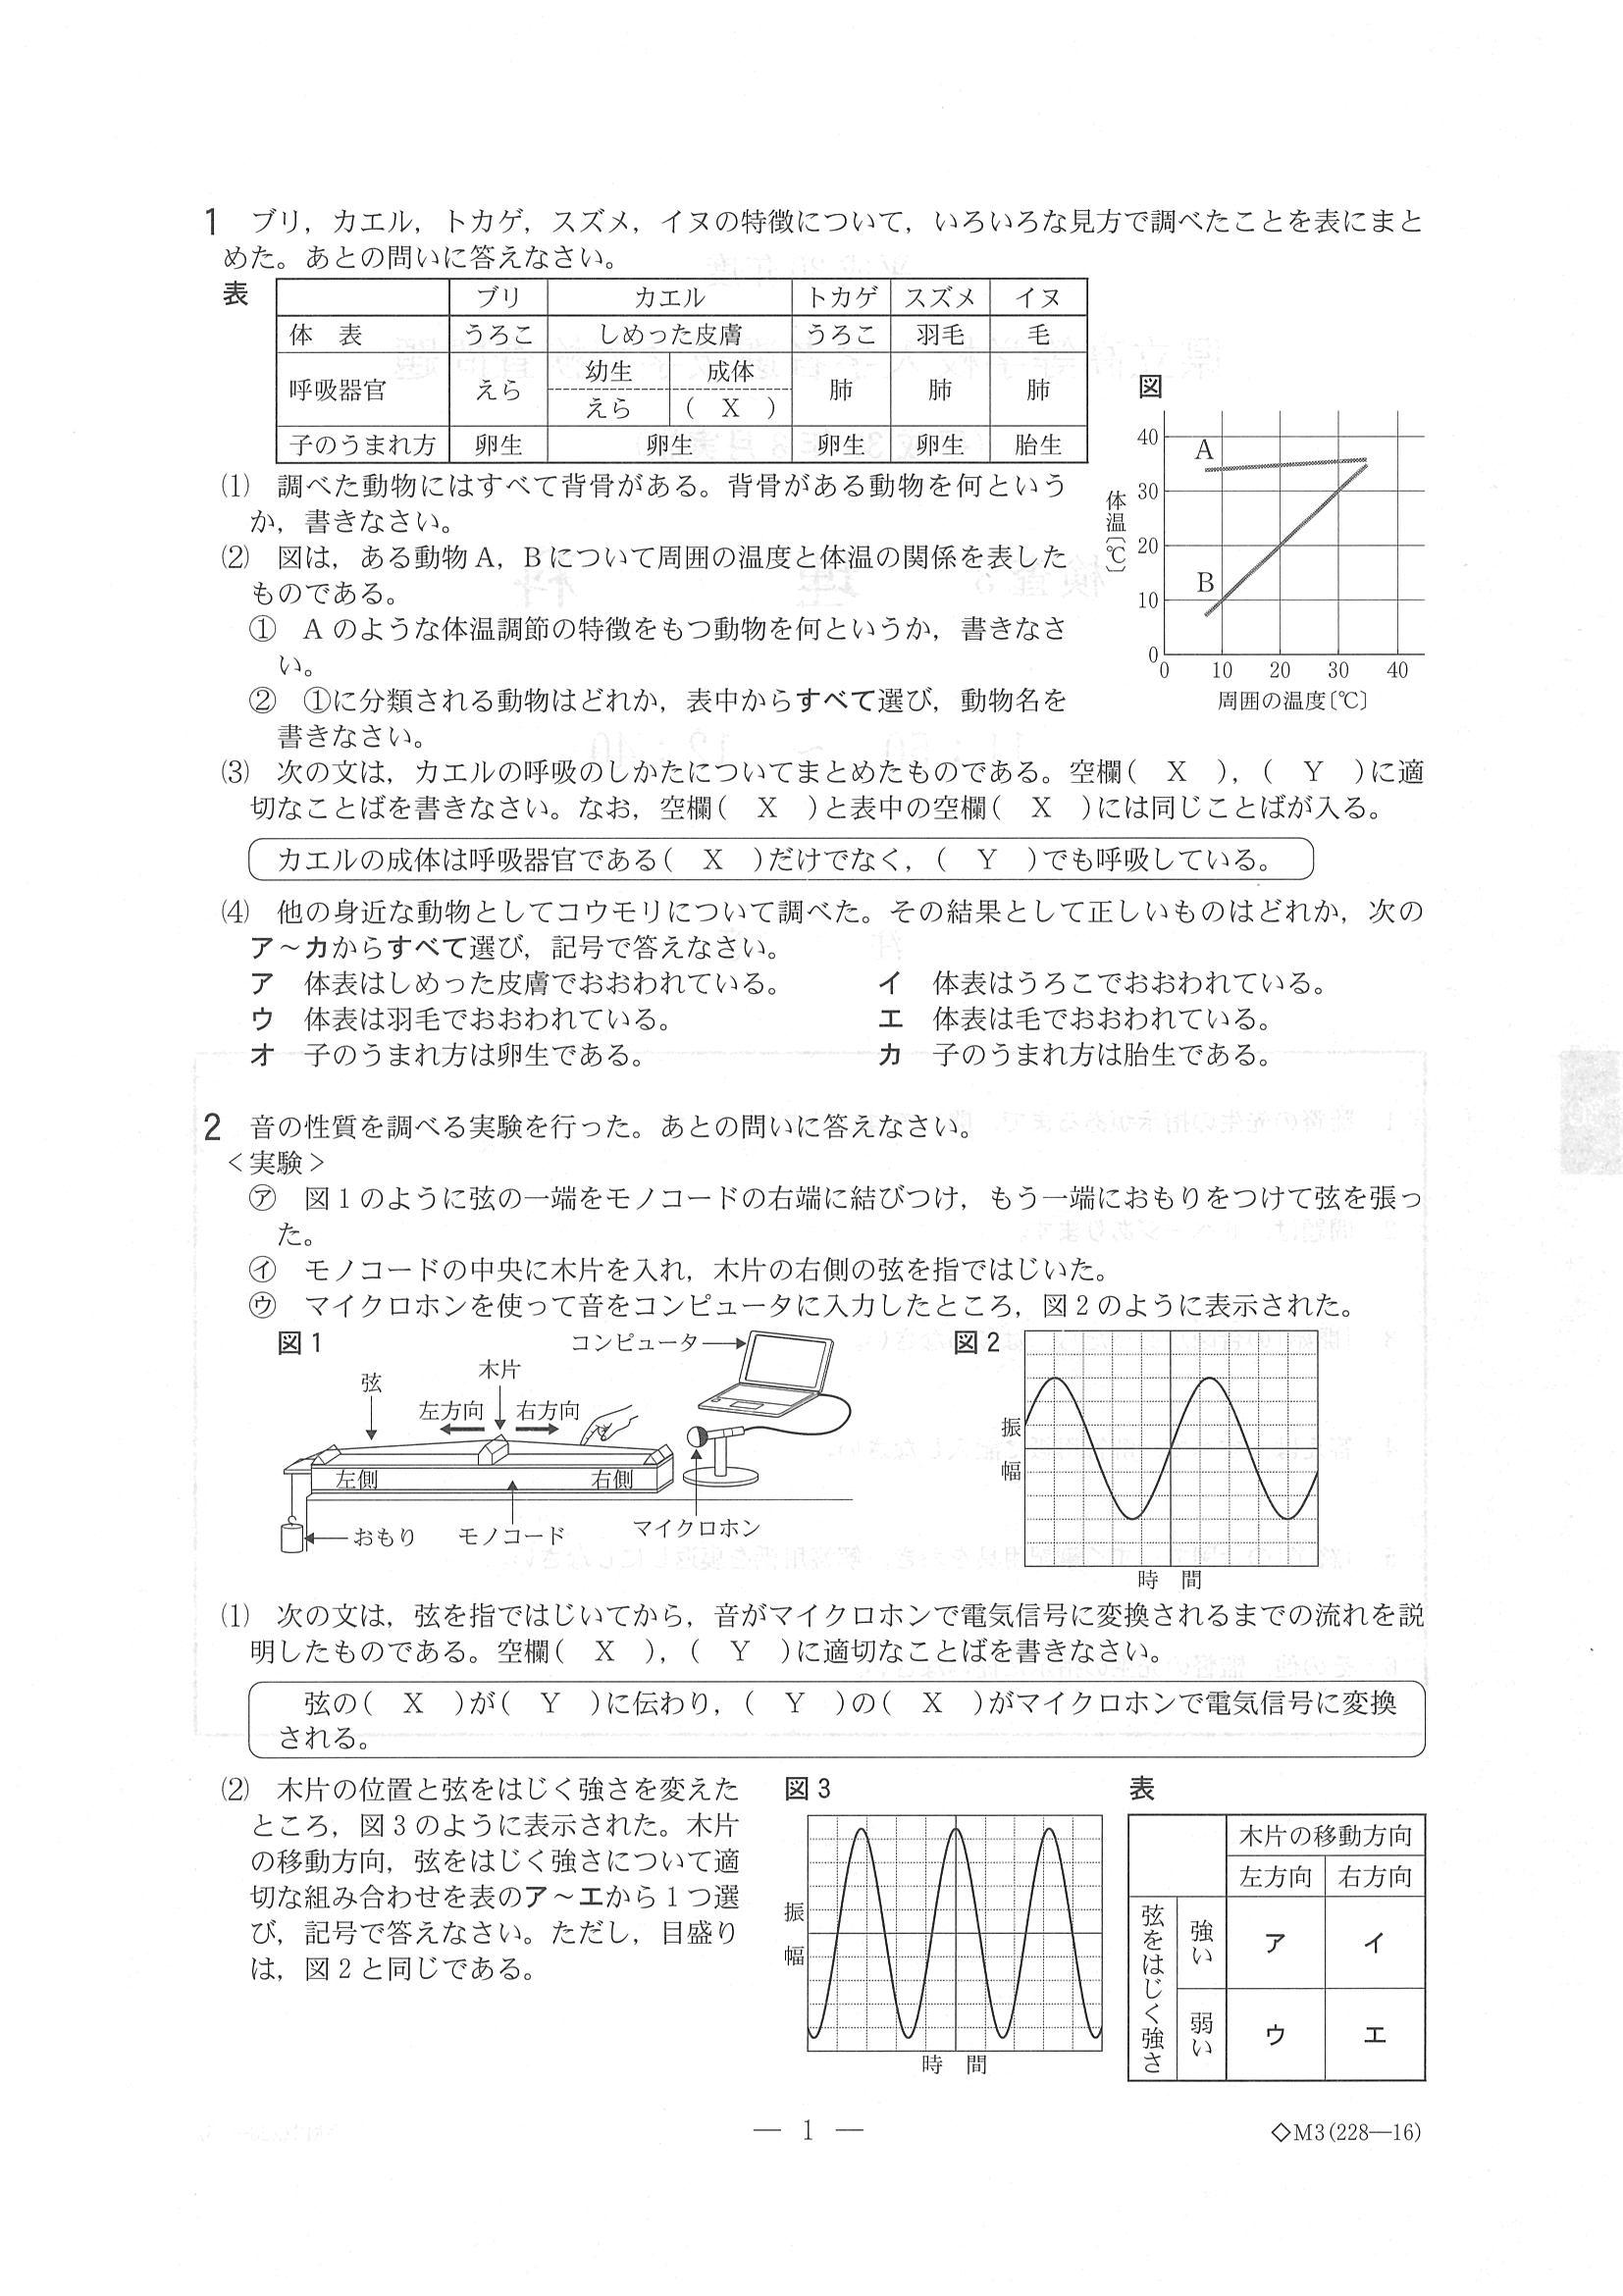 1 ブリ，カエル，トカゲ，スズメ，イヌの特徴について，いろいろな見方で調べたことを表にまと
めた。あとの問いに答えなさい。
表
ブリ カエル トカゲ スズメ イヌ
体　表 うろこ しめった皮膚 うろこ 羽毛 毛
呼吸器官 えら 幼生 成体 肺 肺 肺
えら (　X　)
子のうまれ方 卵生 卵生 卵生 卵生 胎生
図
40
30
20
10
0
A
B
体温〔℃〕
0 10 20 30 40
周囲の温度〔℃〕
⑴　調べた動物にはすべて背骨がある。背骨がある動物を何という
か，書きなさい。
⑵　図は，ある動物A，Bについて周囲の温度と体温の関係を表した
ものである。
①　Aのような体温調節の特徴をもつ動物を何というか，書きなさ
い。
②　①に分類される動物はどれか，表中からすべて選び，動物名を
書きなさい。
⑶　次の文は，カエルの呼吸のしかたについてまとめたものである。空欄(　X　)，(　Y　)に適
切なことばを書きなさい。なお，空欄(　X　)と表中の空欄(　X　)には同じことばが入る。
カエルの成体は呼吸器官である(　X　)だけでなく，(　Y　)でも呼吸している。
⑷　他の身近な動物としてコウモリについて調べた。その結果として正しいものはどれか，次の
ア～カからすべて選び，記号で答えなさい。
ア　体表はしめった皮膚でおおわれている。　イ　体表はうろこでおおわれている。
ウ　体表は羽毛でおおわれている。　エ　体表は毛でおおわれている。
オ　子のうまれ方は卵生である。　カ　子のうまれ方は胎生である。
2　音の性質を調べる実験を行った。あとの問いに答えなさい。
＜実験＞
㋐　図1のように弦の一端をモノコードの右端に結びつけ，もう一端におもりをつけて弦を張っ
た。
㋑　モノコードの中央に木片を入れ，木片の右側の弦を指ではじいた。
㋒　マイクロホンを使って音をコンピュータに入力したところ，図2のように表示された。
図1
コンピュータ
木片
弦
左方向 右方向
左側 右側
おもり モノコード マイクロホン
図2
振幅
時　間
⑴　次の文は，弦を指ではじいてから，音がマイクロホンで電気信号に変換されるまでの流れを説
明したものである。空欄(　X　)，(　Y　)に適切なことばを書きなさい。
弦の(　X　)が(　Y　)に伝わり，(　Y　)の(　X　)がマイクロホンで電気信号に変換
される。
⑵　木片の位置と弦をはじく強さを変えた
ところ，図3のように表示された。木片
の移動方向，弦をはじく強さについて適
切な組み合わせを表のア～エから1つ選
び，記号で答えなさい。ただし，目盛り
は，図2と同じである。
図3
振幅
時　間
表
木片の移動方向
左方向 右方向
弦をはじく強さ
強い ア イ
弱い ウ エ
— 1 —
◇M3(228—16)